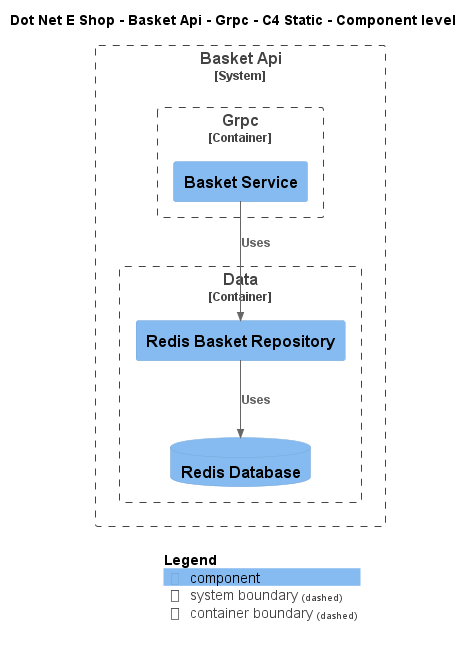 Dot Net E Shop - Basket Api - Grpc - C4 Static - Component level
Basket Api
[System]
Grpc
[Container]
Basket Service
Uses
Data
[Container]
Redis Basket Repository
Uses
Redis Database
Legend
component
system boundary (dashed)
container boundary (dashed)